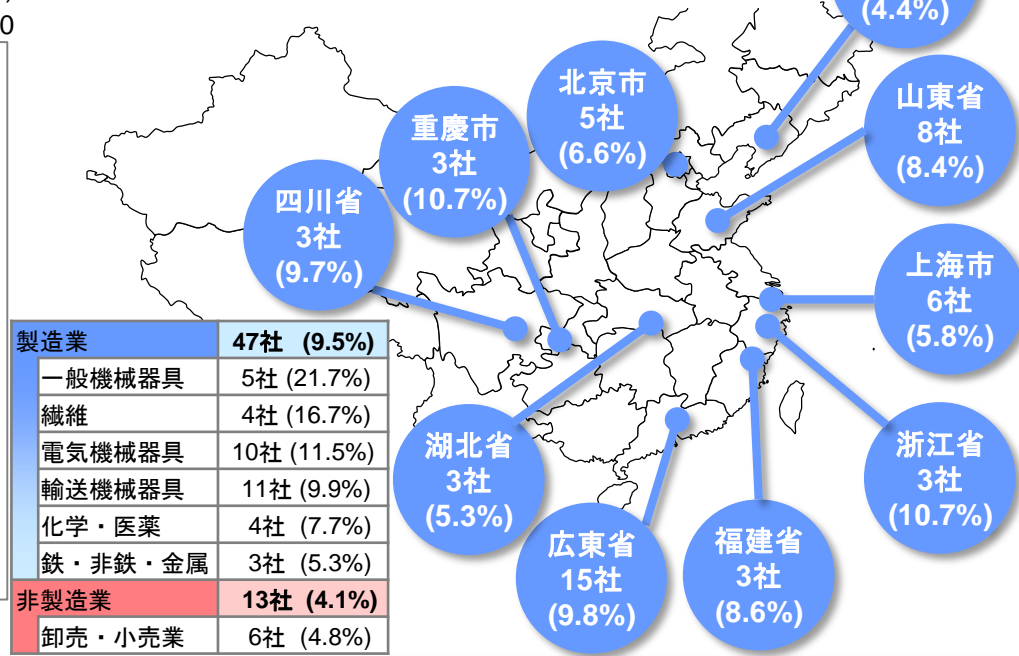 0
(4.4%)
北京市
5社
(6.6%)
山東省
8社
(8.4%)
重慶市
3社
(10.7%)
四川省
3社
(9.7%)
上海市
6社
(5.8%)
製造業 47社 (9.5%)
一般機械器具 5社 (21.7%)
繊維 4社 (16.7%)
電気機械器具 10社 (11.5%)
輸送機械器具 11社 (9.9%)
化学・医薬 4社 (7.7%)
鉄・非鉄・金属 3社 (5.3%)
非製造業 13社 (4.1%)
卸売・小売業 6社 (4.8%)
湖北省
3社
(5.3%)
広東省
15社
(9.8%)
福建省
3社
(8.6%)
浙江省
3社
(10.7%)